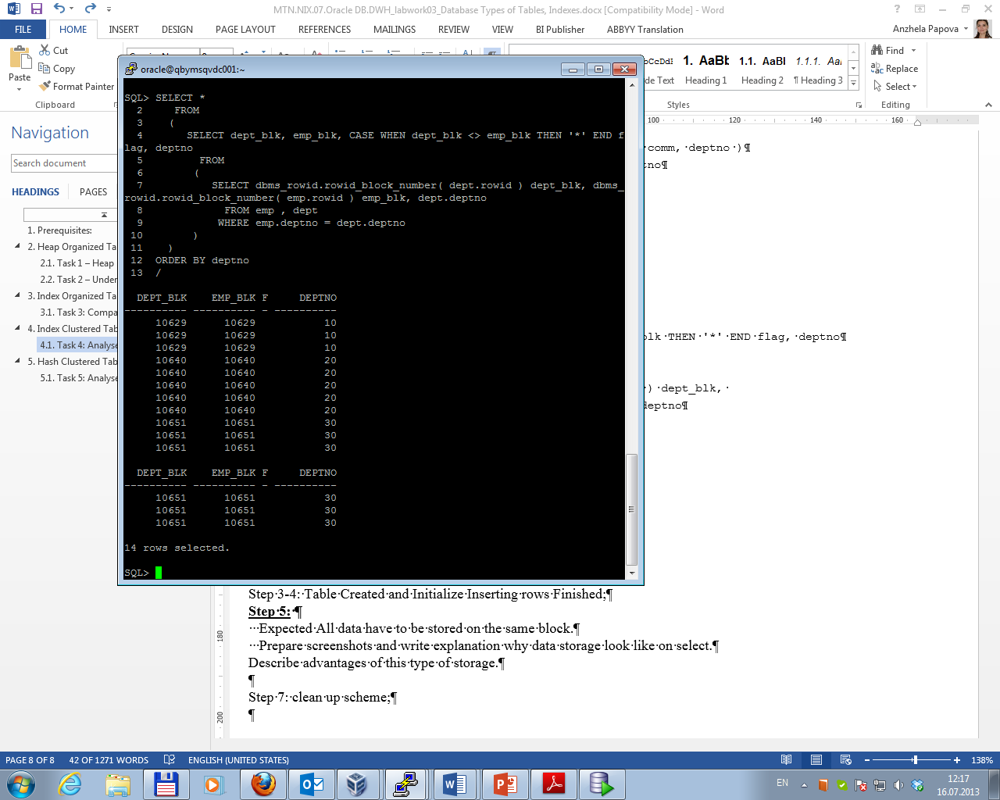 MTN.NIX.07.Oracle DB.DWH_labwork03_Database Types of Tables, Indexes.docx [Compatibility Mode] - Word
FILE HOME INSERT DESIGN PAGE LAYOUT REFERENCES MAILINGS REVIEW VIEW BI Publisher ABBYY Translation Anzhela Papova
Paste
Cut
Copy
Format Painter
Clipboard
1. AaBb 1.1. AaBl 1.1.1. Aa
Heading 1 Heading 2 ¶ Heading 3
Styles
Find
Replace
Select
Editing
Navigation
Search document
HEADINGS PAGES
1. Prerequisites:
2. Heap Organized Ta
2.1. Task 1 – Heap
2.2. Task 2 – Under
3. Index Organized Ta
3.1. Task 3: Compa
4. Index Clustered Tab
4.1. Task 4: Analyse
5. Hash Clustered Tab
5.1. Task 5: Analyse
oracle@qbymsqvdc001:~
SQL> SELECT *
2 FROM
3 (
4 SELECT dept_blk, emp_blk, CASE WHEN dept_blk <> emp_blk THEN '*' END f
lag, deptno
5 FROM
6 (
7 SELECT dbms_rowid.rowid_block_number( dept.rowid ) dept_blk, dbms_
rowid.rowid_block_number( emp.rowid ) emp_blk, dept.deptno
8 FROM emp , dept
9 WHERE emp.deptno = dept.deptno
10 )
11 )
12 ORDER BY deptno
13 /
DEPT_BLK EMP_BLK F DEPTNO
---------- ---------- - ----------
10629 10629 10
10629 10629 10
10629 10629 10
10640 10640 20
10640 10640 20
10640 10640 20
10640 10640 20
10640 10640 20
10651 10651 30
10651 10651 30
10651 10651 30
DEPT_BLK EMP_BLK F DEPTNO
---------- ---------- - ----------
10651 10651 30
10651 10651 30
10651 10651 30
14 rows selected.
SQL>
100 120 140 160
comm,·deptno·)¶
tno¶
THEN·'*'·END·flag,·deptno¶
)·dept_blk,·
deptno¶
Step·3-4:·Table·Created·and·Initialize·Inserting·rows·Finished;¶
Step·5:·¶
···Expected·All·data·have·to·be·stored·on·the·same·block.¶
···Prepare·screenshots·and·write·explanation·why·data·storage·look·like·on·select.¶
Describe·advantages·of·this·type·of·storage.¶
¶
Step·7:·clean·up·scheme;¶
¶
180
200
PAGE 8 OF 8 42 OF 1271 WORDS ENGLISH (UNITED STATES) 138%
EN 12:17
16.07.2013